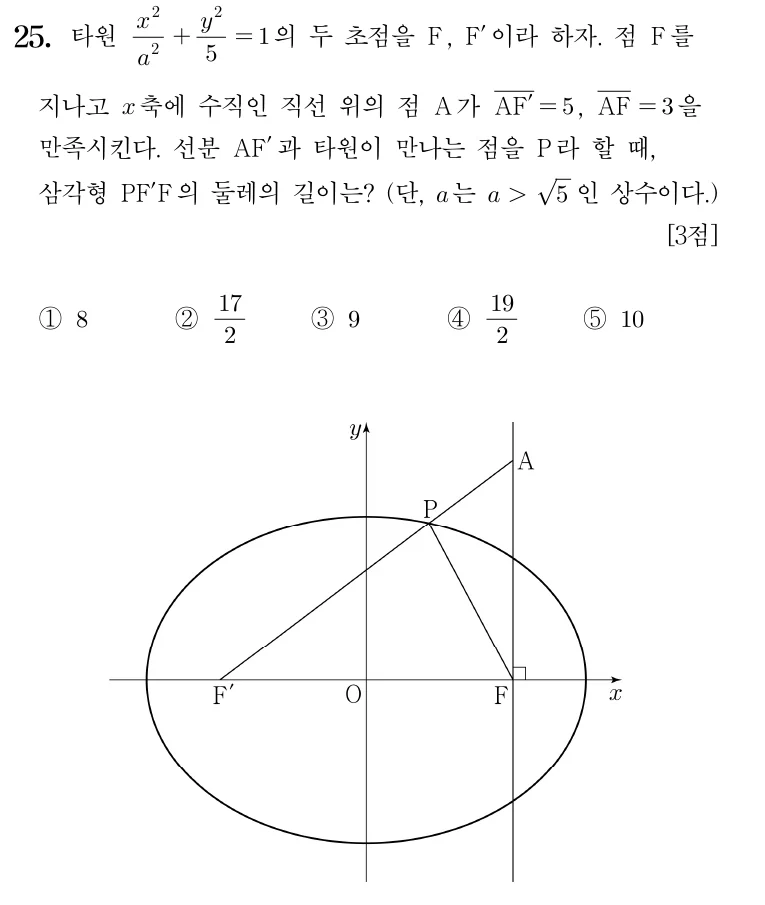 25. 타원 x²/a² + y²/5 = 1의 두 초점을 F, F′이라 하자. 점 F를
지나고 x축에 수직인 직선 위의 점 A가 A̅F̅′̅ = 5, A̅F̅ = 3을
만족시킨다. 선분 AF′과 타원이 만나는 점을 P라 할 때,
삼각형 PF′F의 둘레의 길이는? (단, a는 a > √5 인 상수이다.)
[3점]
① 8 ② 17/2 ③ 9 ④ 19/2 ⑤ 10
y
A
P
F′ O F x